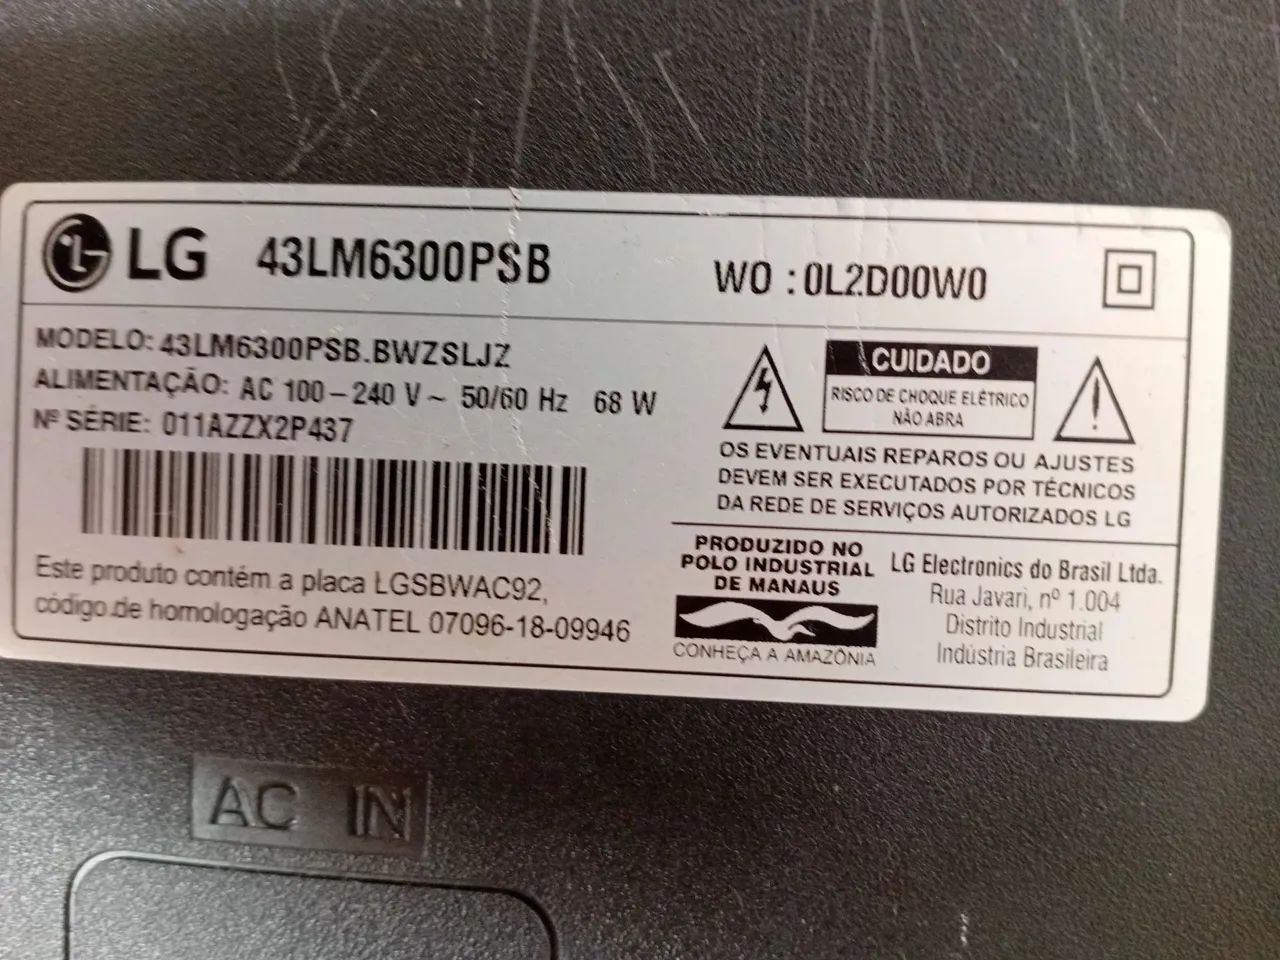 LG 43LM6300PSB WO : 0L2D00W0
MODELO: 43LM6300PSB.BWZSLJZ
ALIMENTAÇÃO: AC 100 – 240 V ~ 50/60 Hz 68 W
Nº SÉRIE: 011AZZX2P437
Este produto contém a placa LGSBWAC92,
código.de homologação ANATEL 07096-18-09946
CUIDADO
RISCO DE CHOQUE ELÉTRICO
NÃO ABRA
OS EVENTUAIS REPAROS OU AJUSTES
DEVEM SER EXECUTADOS POR TÉCNICOS
DA REDE DE SERVIÇOS AUTORIZADOS LG
PRODUZIDO NO
POLO INDUSTRIAL
DE MANAUS
CONHEÇA A AMAZÔNIA
LG Electronics do Brasil Ltda.
Rua Javari, nº 1.004
Distrito Industrial
Indústria Brasileira
AC IN